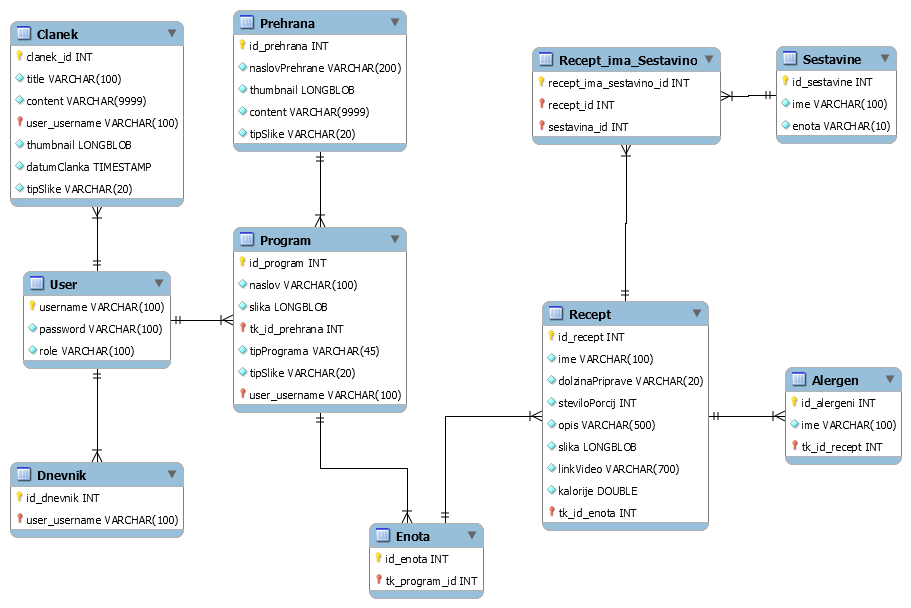 Clanek
clanek_id INT
title VARCHAR(100)
content VARCHAR(9999)
user_username VARCHAR(100)
thumbnail LONGBLOB
datumClanka TIMESTAMP
tipSlike VARCHAR(20)
Prehrana
id_prehrana INT
naslovPrehrane VARCHAR(200)
thumbnail LONGBLOB
content VARCHAR(9999)
tipSlike VARCHAR(20)
Recept_ima_Sestavino
recept_ima_sestavino_id INT
recept_id INT
sestavina_id INT
Sestavine
id_sestavine INT
ime VARCHAR(100)
enota VARCHAR(10)
User
username VARCHAR(100)
password VARCHAR(100)
role VARCHAR(100)
Program
id_program INT
naslov VARCHAR(100)
slika LONGBLOB
tk_id_prehrana INT
tipPrograma VARCHAR(45)
tipSlike VARCHAR(20)
user_username VARCHAR(100)
Recept
id_recept INT
ime VARCHAR(100)
dolzinaPriprave VARCHAR(20)
steviloPorcij INT
opis VARCHAR(500)
slika LONGBLOB
linkVideo VARCHAR(700)
kalorije DOUBLE
tk_id_enota INT
Alergen
id_alergeni INT
ime VARCHAR(100)
tk_id_recept INT
Dnevnik
id_dnevnik INT
user_username VARCHAR(100)
Enota
id_enota INT
tk_program_id INT